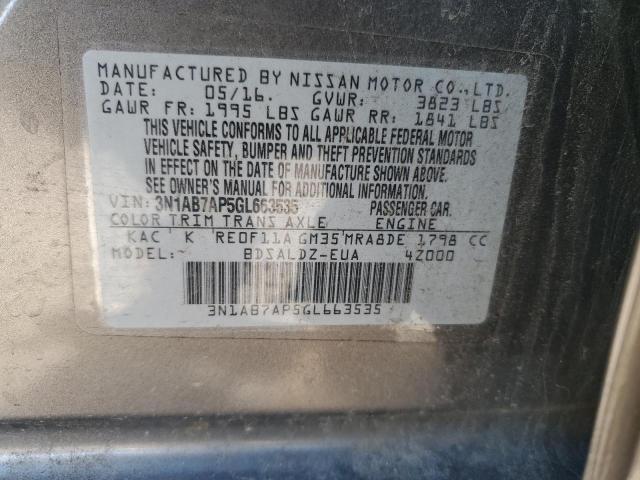 MANUFACTURED BY NISSAN MOTOR CO.,LTD.
DATE: 05/16. GVWR: 3823 LBS
GAWR FR: 1995 LBS GAWR RR: 1841 LBS
THIS VEHICLE CONFORMS TO ALL APPLICABLE FEDERAL MOTOR
VEHICLE SAFETY, BUMPER AND THEFT PREVENTION STANDARDS
IN EFFECT ON THE DATE OF MANUFACTURE SHOWN ABOVE.
SEE OWNER'S MANUAL FOR ADDITIONAL INFORMATION
VIN: 3N1AB7AP5GL663535 PASSENGER CAR.
COLOR TRIM TRANS AXLE ENGINE
KAC K RE0F11A GM35 MRA8DE 1798 CC
MODEL: BDSALDZ-EUA 4Z000
3N1AB7AP5GL663535